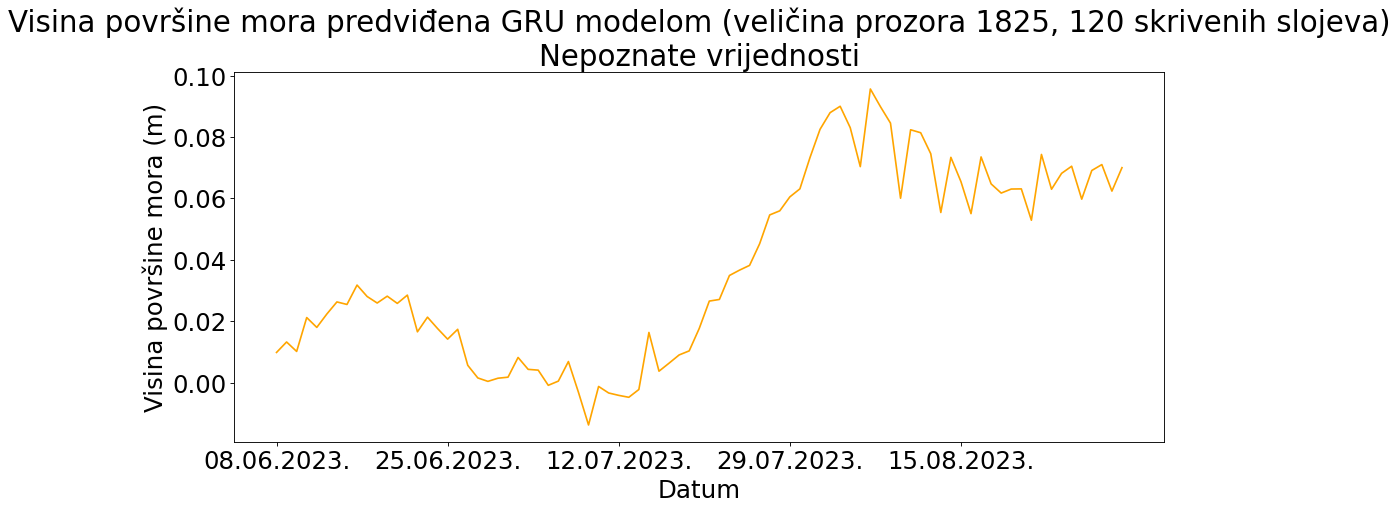 Visina površine mora predviđena GRU modelom (veličina prozora 1825, 120 skrivenih slojeva)
Nepoznate vrijednosti
Visina površine mora (m)
0.10
0.08
0.06
0.04
0.02
0.00
08.06.2023. 25.06.2023. 12.07.2023. 29.07.2023. 15.08.2023.
Datum